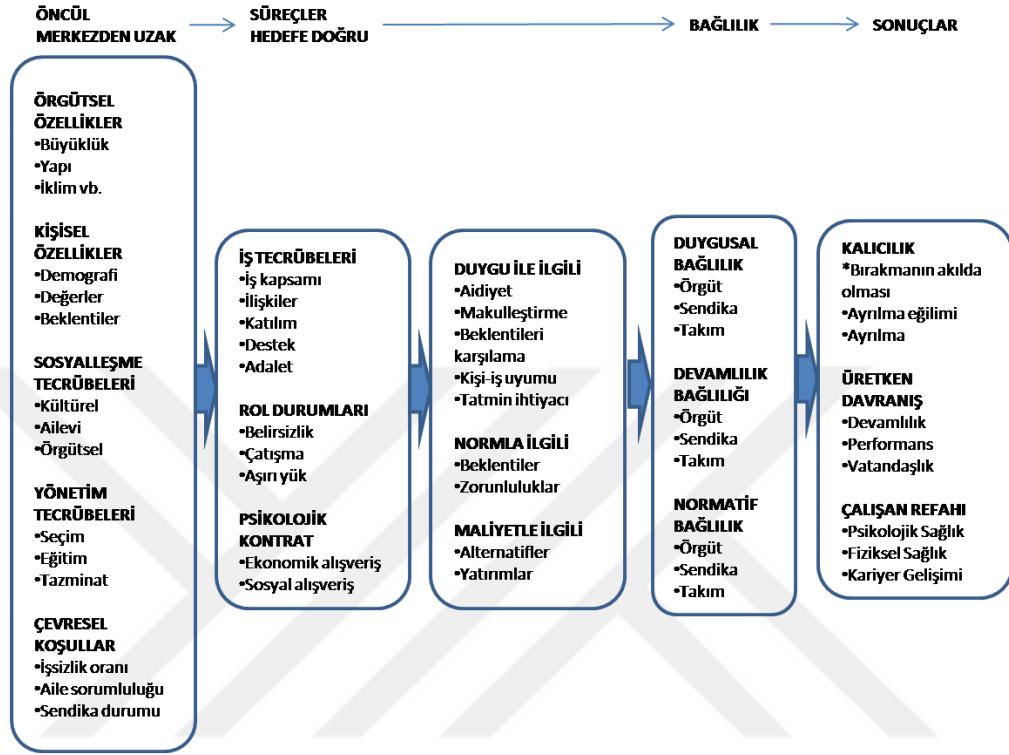 ÖNCÜL
MERKEZDEN UZAK
SÜREÇLER
HEDEFE DOĞRU
BAĞLILIK
SONUÇLAR
ÖRGÜTSEL
ÖZELLİKLER
•Büyüklük
•Yapı
•İklim vb.
KİŞİSEL
ÖZELLİKLER
•Demografi
•Değerler
•Beklentiler
SOSYALLEŞME
TECRÜBELERİ
•Kültürel
•Ailevi
•Örgütsel
YÖNETİM
TECRÜBELERİ
•Seçim
•Eğitim
•Tazminat
ÇEVRESEL
KOŞULLAR
•İşsizlik oranı
•Aile sorumluluğu
•Sendika durumu
İŞ TECRÜBELERİ
•İş kapsamı
•İlişkiler
•Katılım
•Destek
•Adalet
ROL DURUMLARI
•Belirsizlik
•Çatışma
•Aşırı yük
PSİKOLOJİK
KONTRAT
•Ekonomik alışveriş
•Sosyal alışveriş
DUYGU İLE İLGİLİ
•Aidiyet
•Makulleştirme
•Beklentileri
karşılama
•Kişi-iş uyumu
•Tatmin ihtiyacı
NORMLA İLGİLİ
•Beklentiler
•Zorunluluklar
MALİYETLE İLGİLİ
•Alternatifler
•Yatırımlar
DUYGUSAL
BAĞLILIK
•Örgüt
•Sendika
•Takım
DEVAMLILIK
BAĞLILIĞI
•Örgüt
•Sendika
•Takım
NORMATİF
BAĞLILIK
•Örgüt
•Sendika
•Takım
KALICILIK
*Bırakmanın akılda
olması
•Ayrılma eğilimi
•Ayrılma
ÜRETKEN
DAVRANIŞ
•Devamlılık
•Performans
•Vatandaşlık
ÇALIŞAN REFAHI
•Psikolojik Sağlık
•Fiziksel Sağlık
•Kariyer Gelişimi